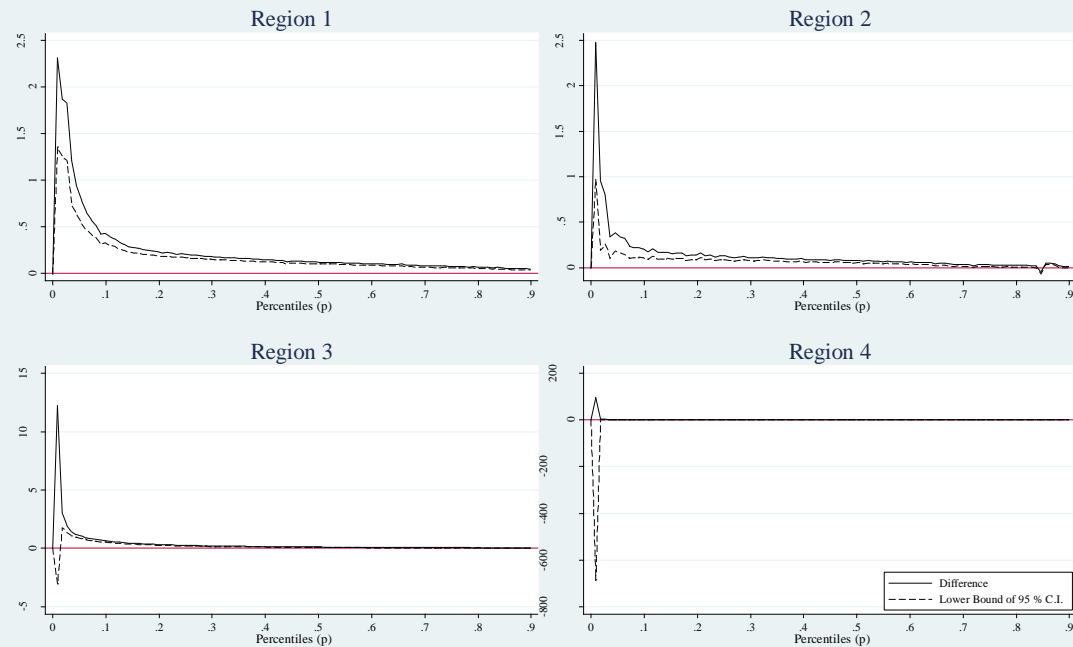 Region 1
2.5
2
1.5
1
.5
0
0 .1 .2 .3 .4 .5 .6 .7 .8 .9
Percentiles (p)
Region 2
2.5
2
1.5
1
.5
0
0 .1 .2 .3 .4 .5 .6 .7 .8 .9
Percentiles (p)
Region 3
15
10
5
0
-5
0 .1 .2 .3 .4 .5 .6 .7 .8 .9
Percentiles (p)
Region 4
200
0
-200
-400
-600
-800
0 .1 .2 .3 .4 .5 .6 .7 .8 .9
Percentiles (p)
Difference
Lower Bound of 95 % C.I.